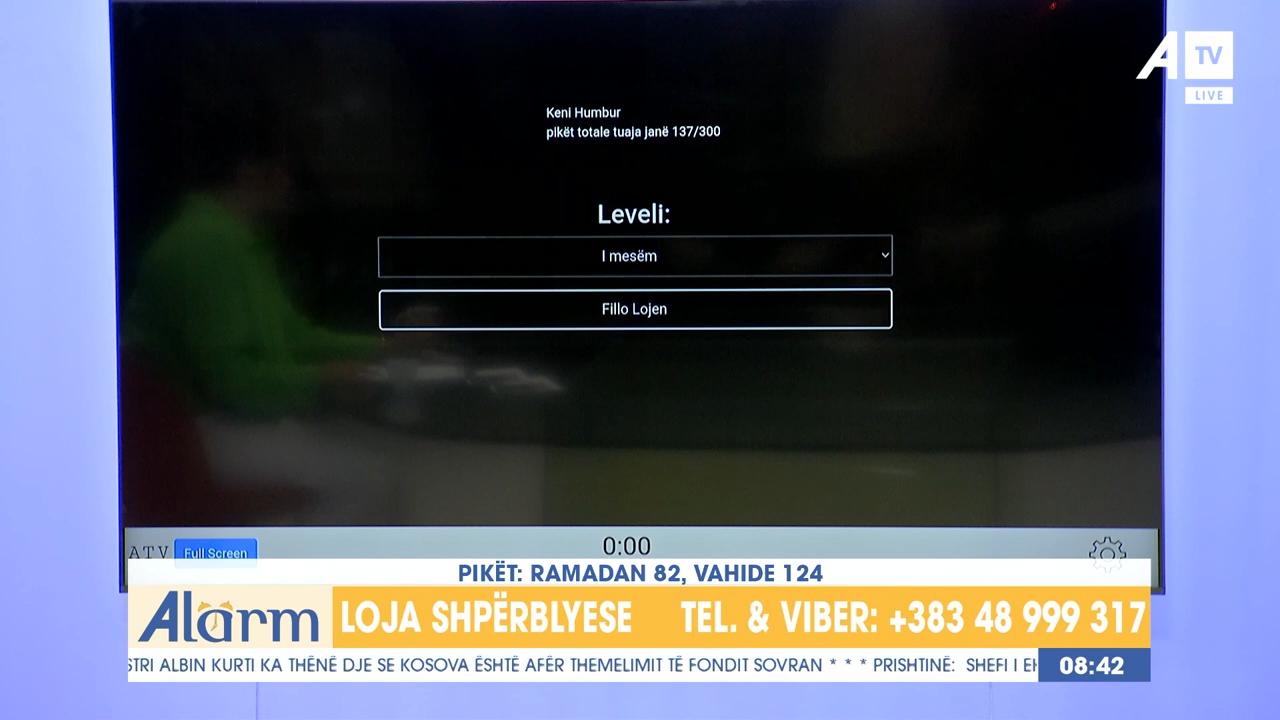 A TV
LIVE
Keni Humbur
pikët totale tuaja janë 137/300
Leveli:
I mesëm
Fillo Lojen
ATV
Full Screen
0:00
PIKËT: RAMADAN 82, VAHIDE 124
Alarm
LOJA SHPËRBLYESE TEL. & VIBER: +383 48 999 317
STRI ALBIN KURTI KA THËNË DJE SE KOSOVA ËSHTË AFËR THEMELIMIT TË FONDIT SOVRAN * * * PRISHTINË: SHEFI I
08:42